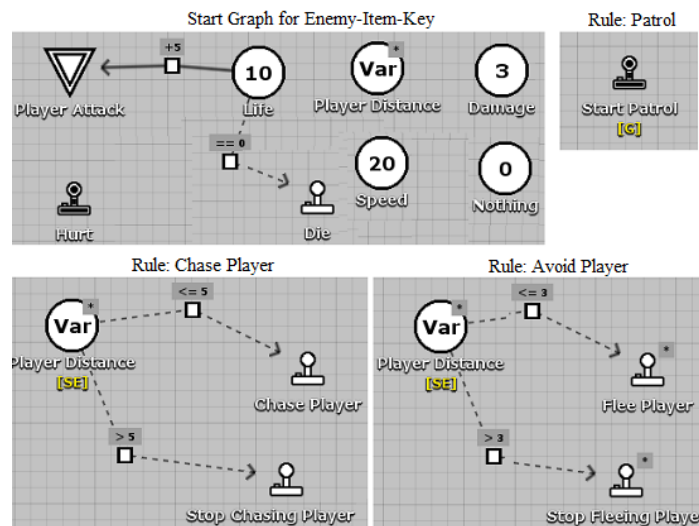 Start Graph for Enemy-Item-Key
Rule: Patrol
+5
10
Var *
3
Player Attack
Life
Player Distance
Damage
Start Patrol
[G]
== 0
20
0
Hurt
Die
Speed
Nothing
Rule: Chase Player
Rule: Avoid Player
<= 5
Var *
Player Distance
[SE]
Chase Player
> 5
Stop Chasing Player
<= 3
Var *
Player Distance
[SE]
*
Flee Player
> 3
*
Stop Fleeing Playe